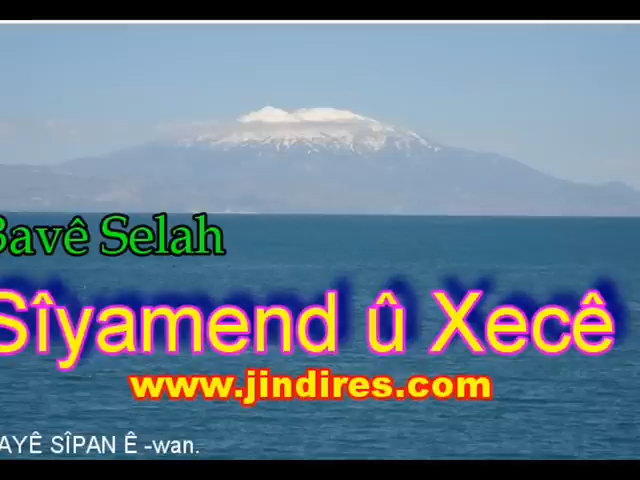 Bavê Selah
Sîyamend û Xecê
www.jindires.com
AYÊ SÎPAN Ê -wan.